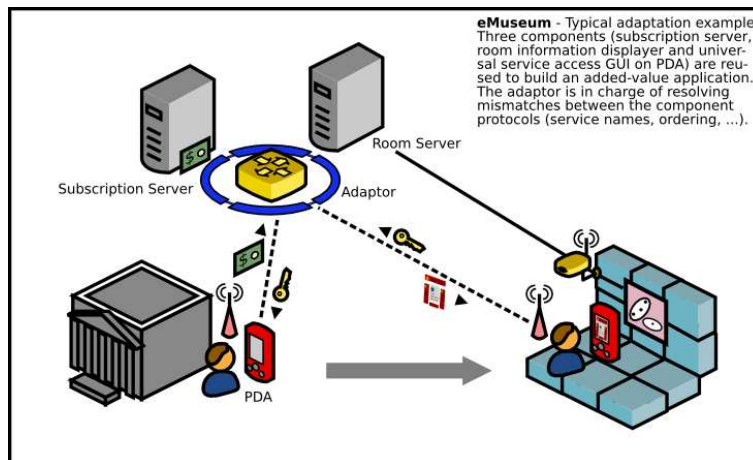 eMuseum - Typical adaptation example
Three components (subscription server,
room information displayer and univer-
sal service access GUI on PDA) are reu-
sed to build an added-value application.
The adaptor is in charge of resolving
mismatches between the component
protocols (service names, ordering, ...).
Room Server
Subscription Server
Adaptor
$
$
PDA